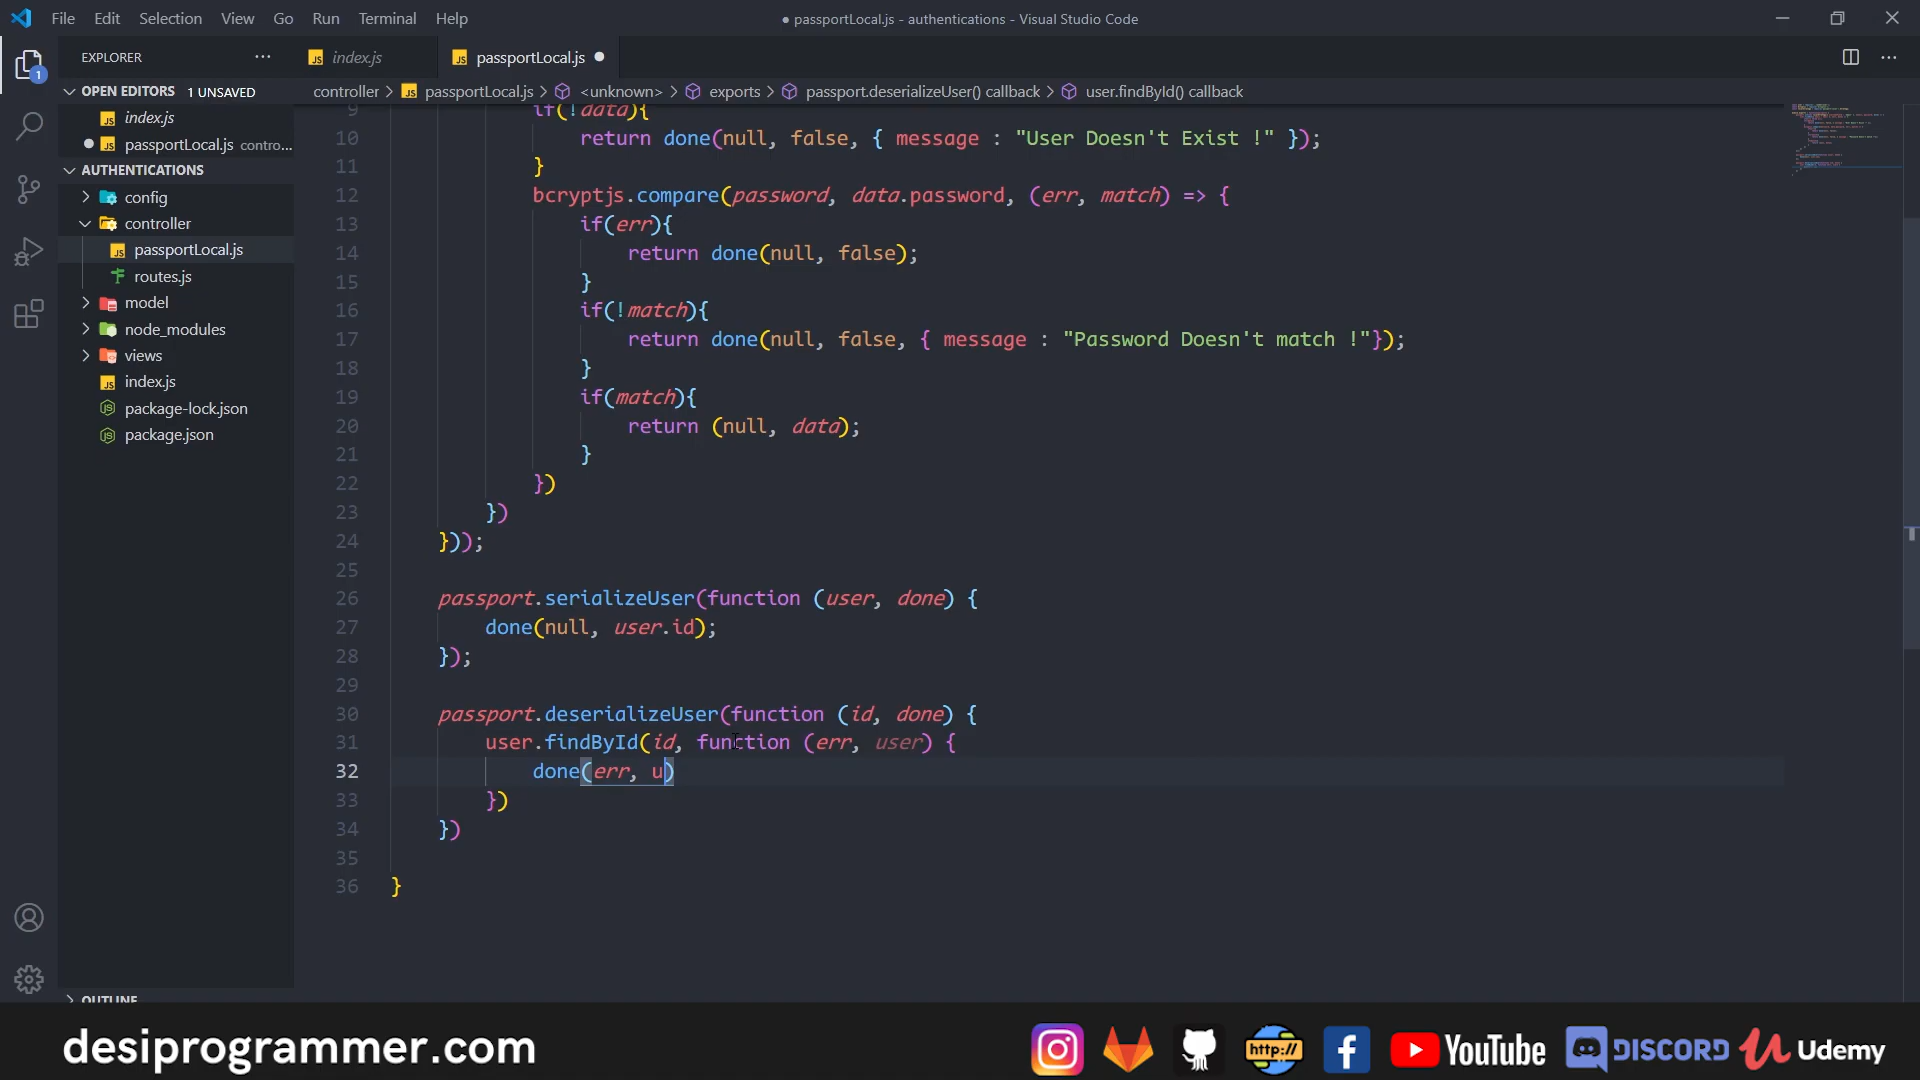 File Edit Selection View Go Run Terminal Help
● passportLocal.js - authentications - Visual Studio Code
EXPLORER ···
index.js
passportLocal.js
OPEN EDITORS 1 UNSAVED
controller > passportLocal.js > <unknown> > exports > passport.deserializeUser() callback > user.findById() callback
index.js
passportLocal.js contro...
AUTHENTICATIONS
config
controller
passportLocal.js
routes.js
model
node_modules
views
index.js
package-lock.json
package.json
OUTLINE
1
9 if(!data){
10 return done(null, false, { message : "User Doesn't Exist !" });
11 }
12 bcryptjs.compare(password, data.password, (err, match) => {
13 if(err){
14 return done(null, false);
15 }
16 if(!match){
17 return done(null, false, { message : "Password Doesn't match !"});
18 }
19 if(match){
20 return (null, data);
21 }
22 })
23 })
24 }));
25
26 passport.serializeUser(function (user, done) {
27 done(null, user.id);
28 });
29
30 passport.deserializeUser(function (id, done) {
31 user.findById(id, function (err, user) {
32 done(err, u)
33 })
34 })
35
36 }
desiprogrammer.com
http:// YouTube DISCORD Udemy